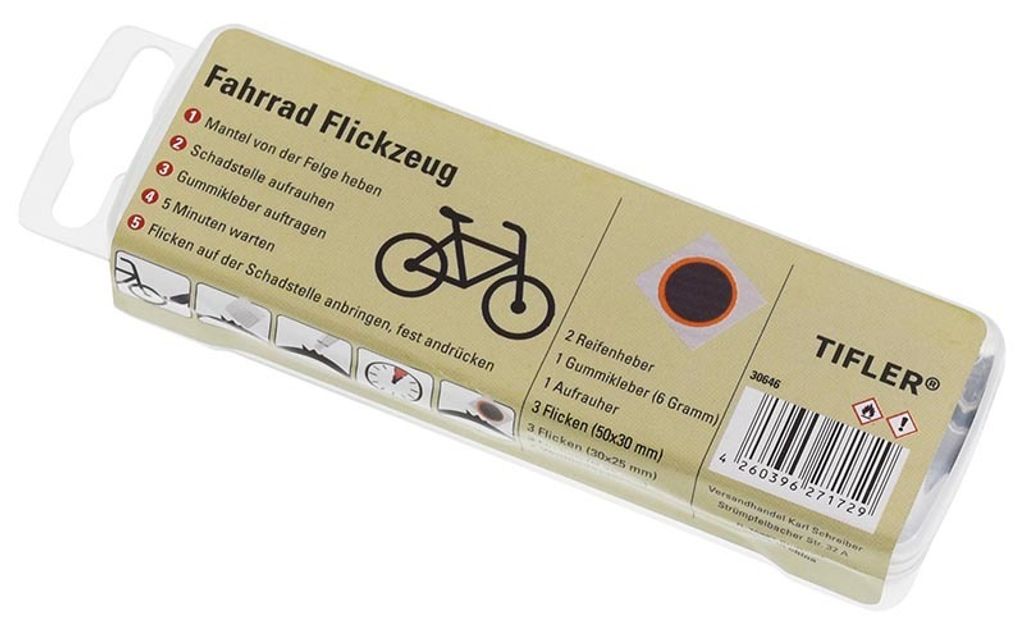 Fahrrad Flickzeug
1 Mantel von der Felge heben
2 Schadstelle aufrauhen
3 Gummikleber auftragen
4 5 Minuten warten
5 Flicken auf der Schadstelle anbringen, fest andrücken
2 Reifenheber
1 Gummikleber (6 Gramm)
1 Aufrauher
3 Flicken (50x30 mm)
3 Flicken (30x25 mm)
TIFLER®
30646
4 260396 271729
Versandhandel Karl Schreiber
Strümpfelbacher Str. 37 A